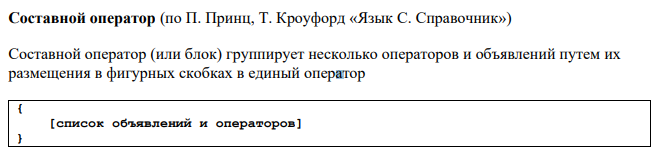 Составной оператор (по П. Принц, Т. Кроуфорд «Язык С. Справочник»)
Составной оператор (или блок) группирует несколько операторов и объявлений путем их
размещения в фигурных скобках в единый оператор
{
[список объявлений и операторов]
}